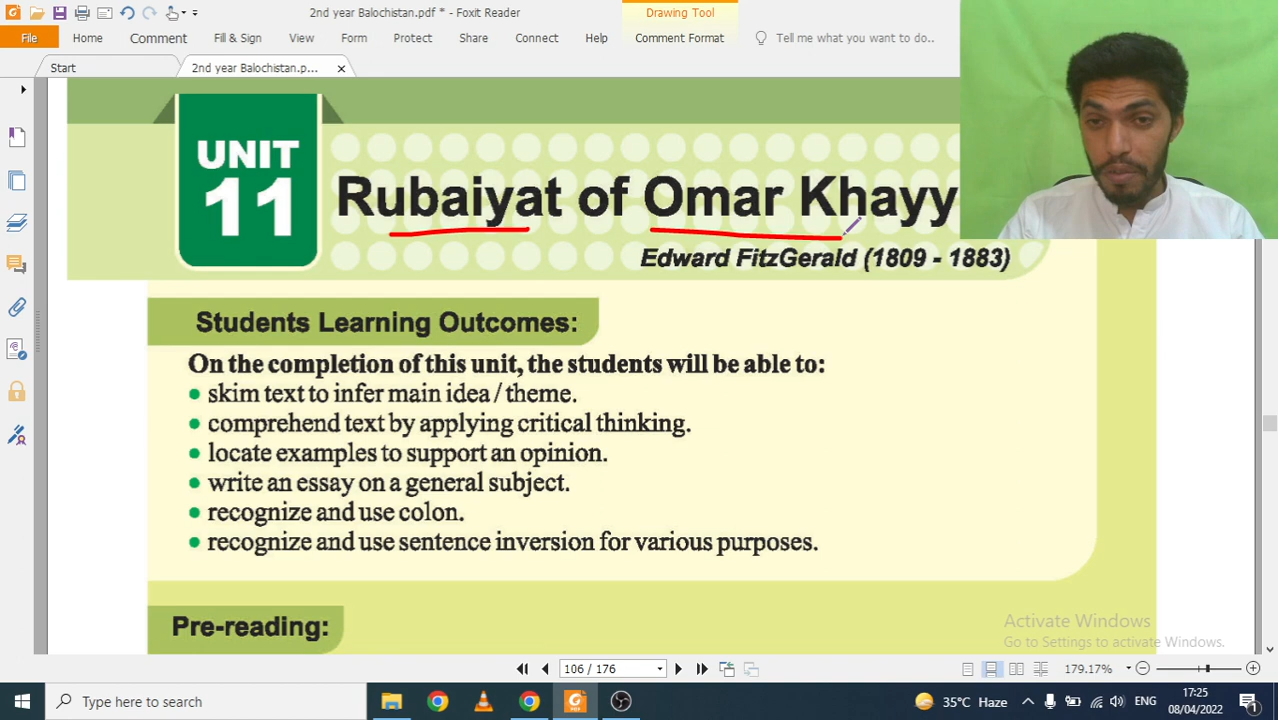 2nd year Balochistan.pdf * - Foxit Reader
Drawing Tool
File Home Comment Fill & Sign View Form Protect Share Connect Help Comment Format Tell me what you want to do..
Start 2nd year Balochistan.p...
UNIT
11
Rubaiyat of Omar Khayy
Edward FitzGerald (1809 - 1883)
Students Learning Outcomes:
On the completion of this unit, the students will be able to:
• skim text to infer main idea / theme.
• comprehend text by applying critical thinking.
• locate examples to support an opinion.
• write an essay on a general subject.
• recognize and use colon.
• recognize and use sentence inversion for various purposes.
Pre-reading:
Activate Windows
Go to Settings to activate Windows.
106 / 176 179.17%
Type here to search 35°C Haze ENG 17:25
08/04/2022 1